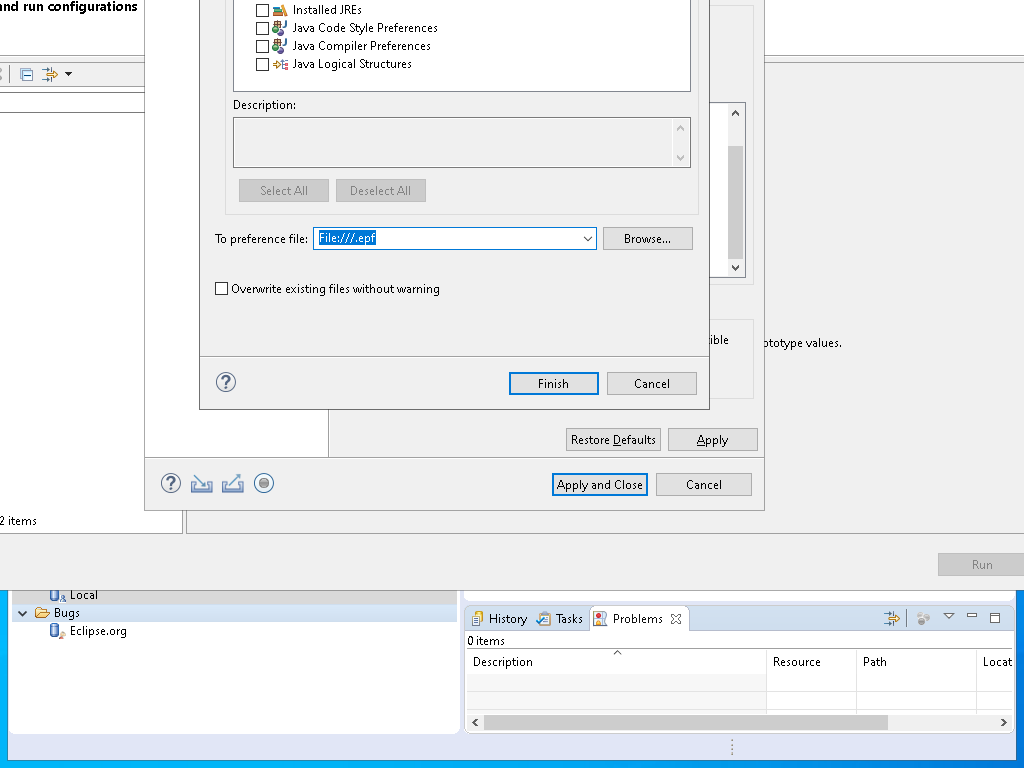 and run configurations
Installed JREs
Java Code Style Preferences
Java Compiler Preferences
Java Logical Structures
Description:
Select All
Deselect All
To preference file:
File:///.epf
Browse...
Overwrite existing files without warning
ible
ototype values.
Finish
Cancel
Restore Defaults
Apply
Apply and Close
Cancel
2 items
Run
Local
Bugs
Eclipse.org
History
Tasks
Problems
0 items
Description
Resource
Path
Locat